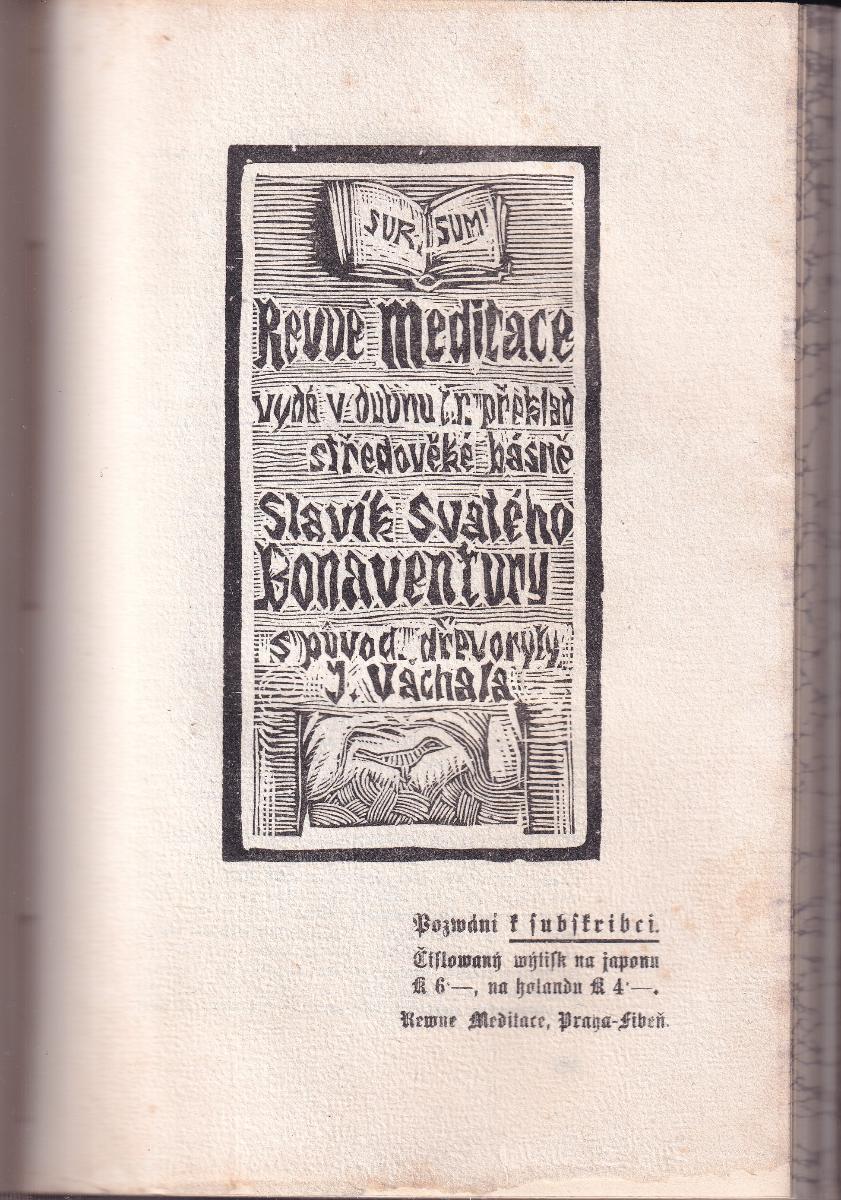 SUR, SUM!
Revue Meditace
vydá v dubnu t.r. překlad
středověké básně
Slavík Svatého
Bonaventury
s původ. dřevoryty
J. Váchala
Pozwání k ſubſkribci.
Čiſlowaný wýtiſk na japonu
K 6·—, na holandu K 4·—.
Rewue Meditace, Praha-Libeň.